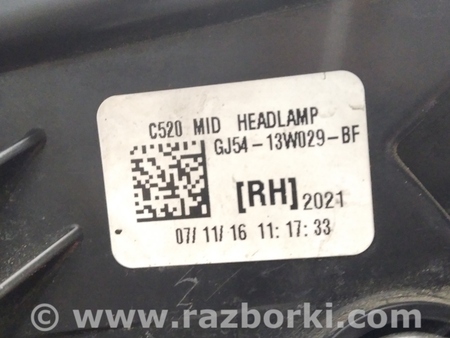 C520 MID HEADLAMP
GJ54-13W029-BF
[RH] 2021
07/11/16 11:17:33
www.razborki.com